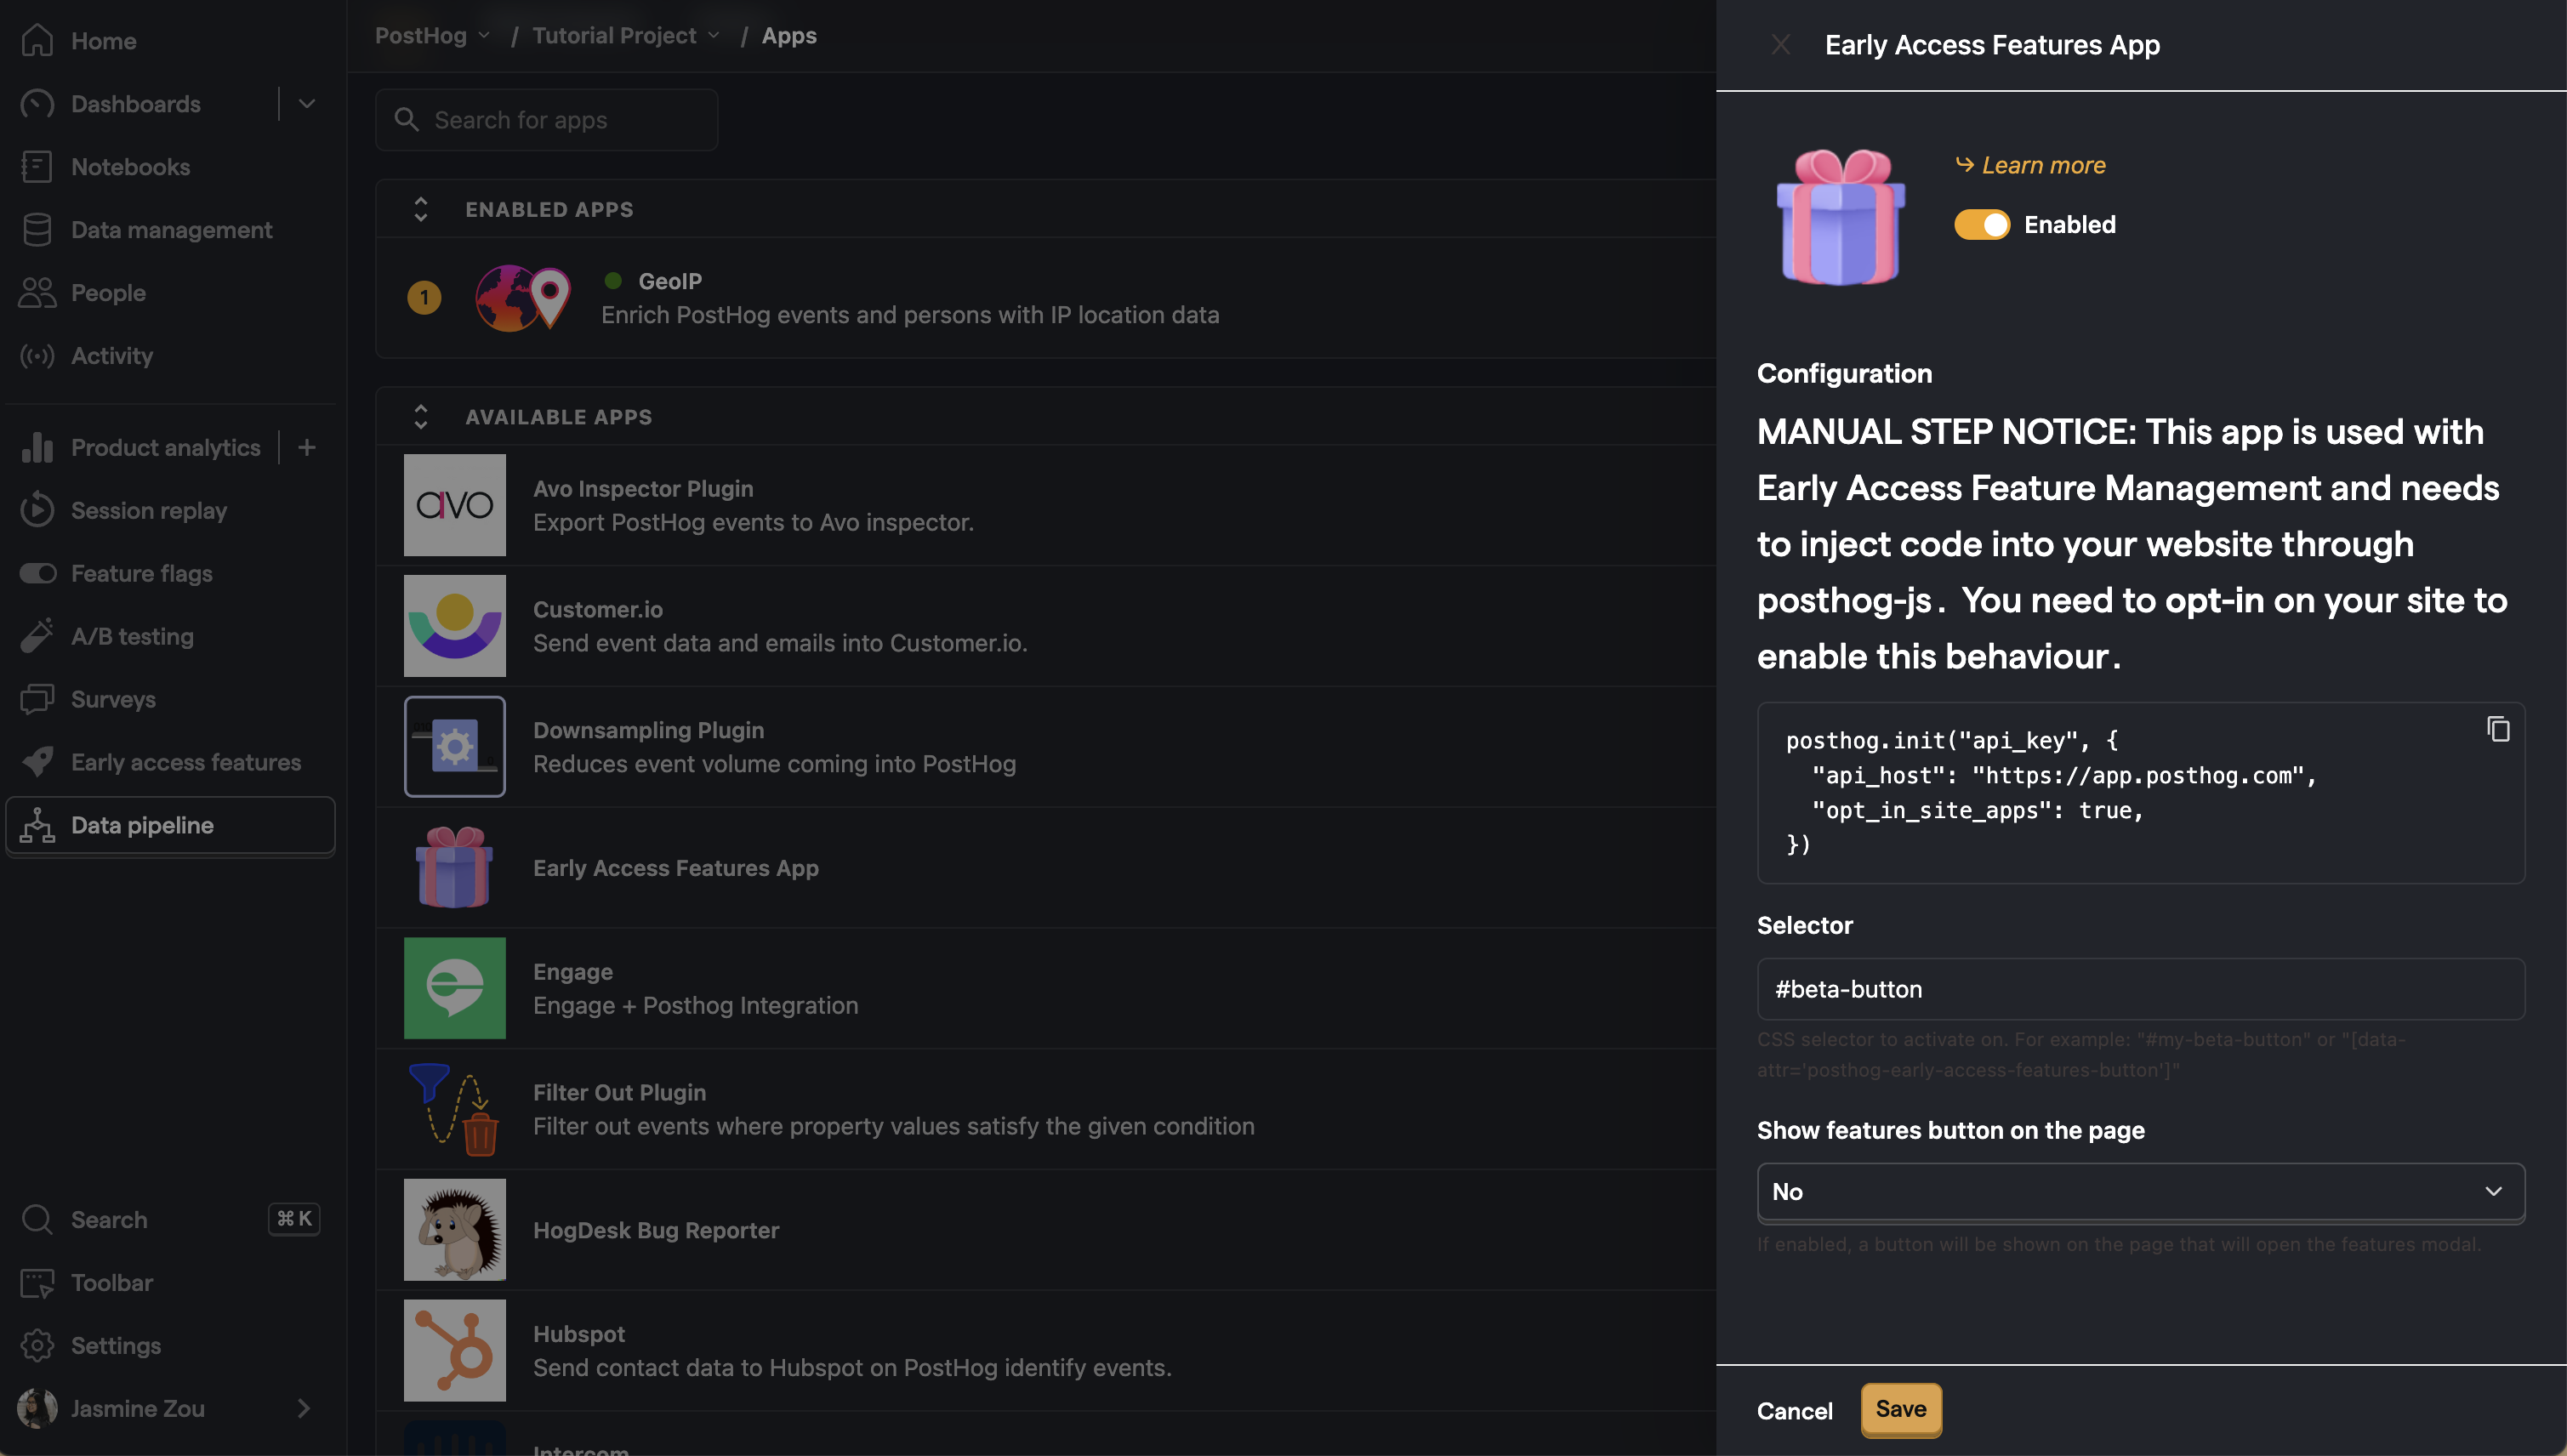 Home
Dashboards
Notebooks
Data management
People
Activity
Product analytics
Session replay
Feature flags
A/B testing
Surveys
Early access features
Data pipeline
Search
⌘ K
Toolbar
Settings
Jasmine Zou
PostHog / Tutorial Project / Apps
Search for apps
ENABLED APPS
1
GeoIP
Enrich PostHog events and persons with IP location data
AVAILABLE APPS
avo
Avo Inspector Plugin
Export PostHog events to Avo inspector.
Customer.io
Send event data and emails into Customer.io.
Downsampling Plugin
Reduces event volume coming into PostHog
Early Access Features App
Engage
Engage + Posthog Integration
Filter Out Plugin
Filter out events where property values satisfy the given condition
HogDesk Bug Reporter
Hubspot
Send contact data to Hubspot on PostHog identify events.
Intercom
Early Access Features App
Learn more
Enabled
Configuration
MANUAL STEP NOTICE: This app is used with
Early Access Feature Management and needs
to inject code into your website through
posthog-js. You need to opt-in on your site to
enable this behaviour.
posthog.init("api_key", {
"api_host": "https://app.posthog.com",
"opt_in_site_apps": true,
})
Selector
#beta-button
CSS selector to activate on. For example: "#my-beta-button" or "[data-
attr='posthog-early-access-features-button']"
Show features button on the page
No
If enabled, a button will be shown on the page that will open the features modal.
Cancel
Save